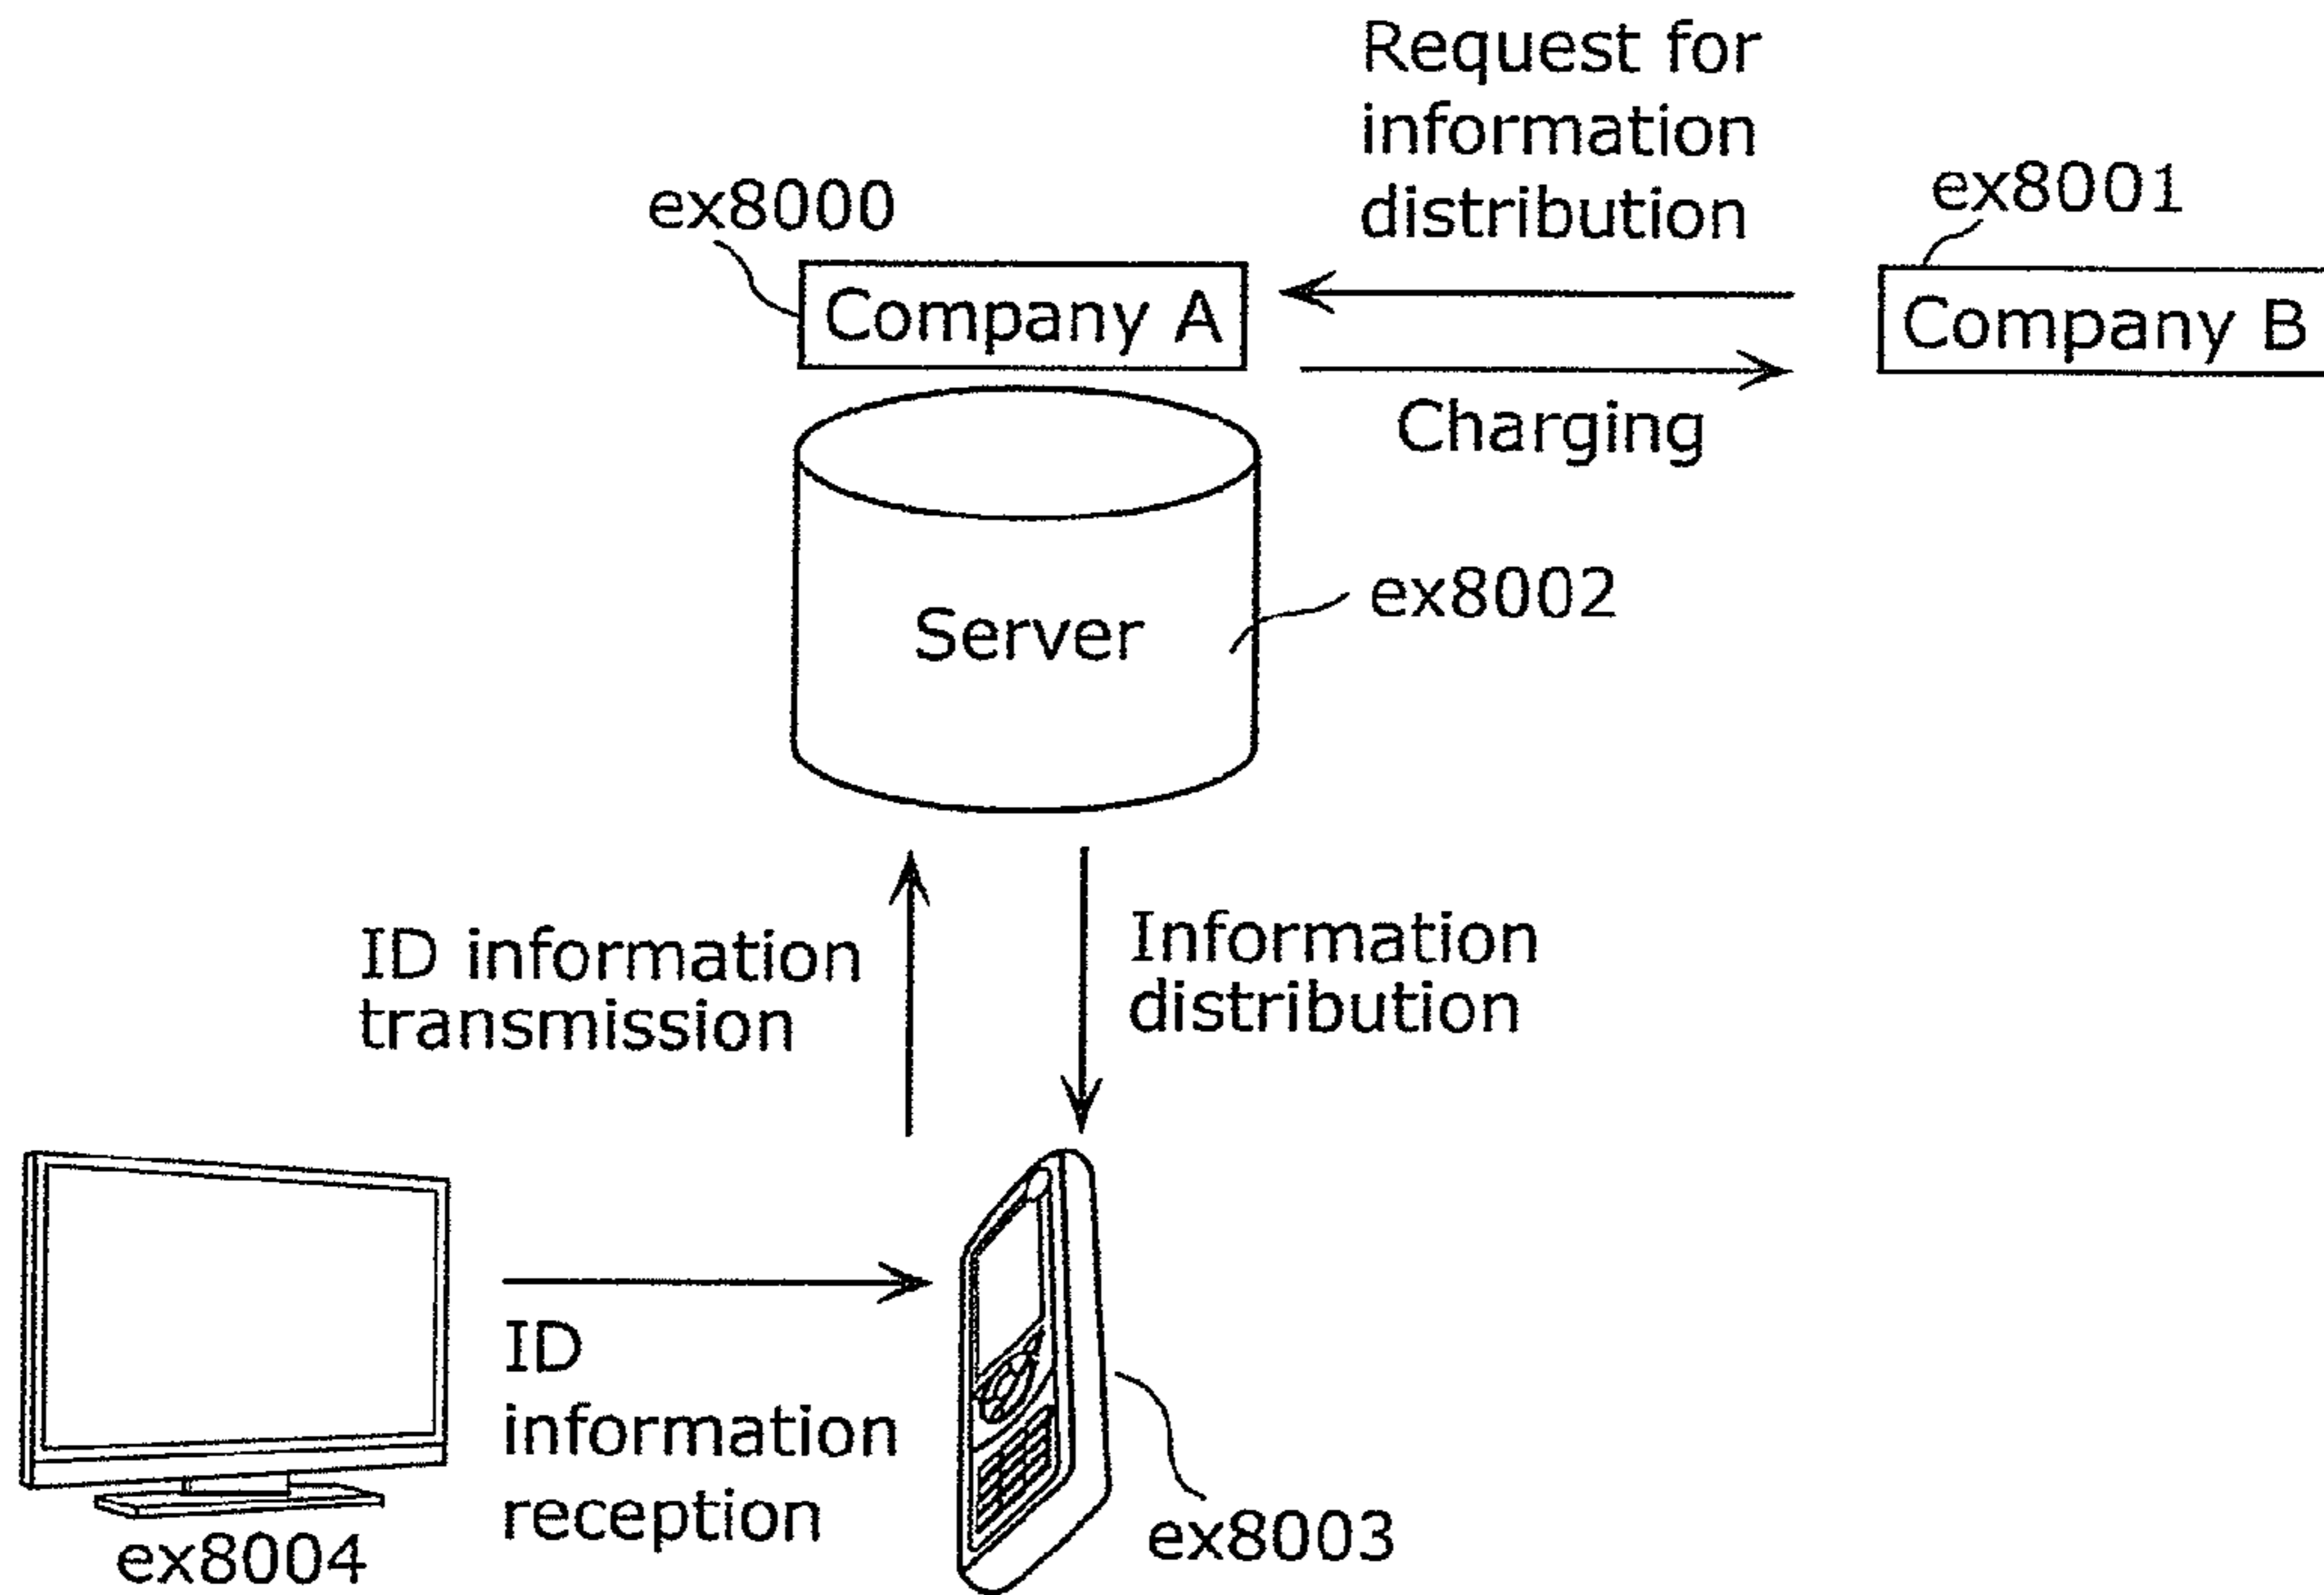 Request for
information
distribution
ex8000
ex8001
Company A
Company B
Charging
Server
ex8002
ID information
transmission
Information
distribution
ID
information
reception
ex8003
ex8004